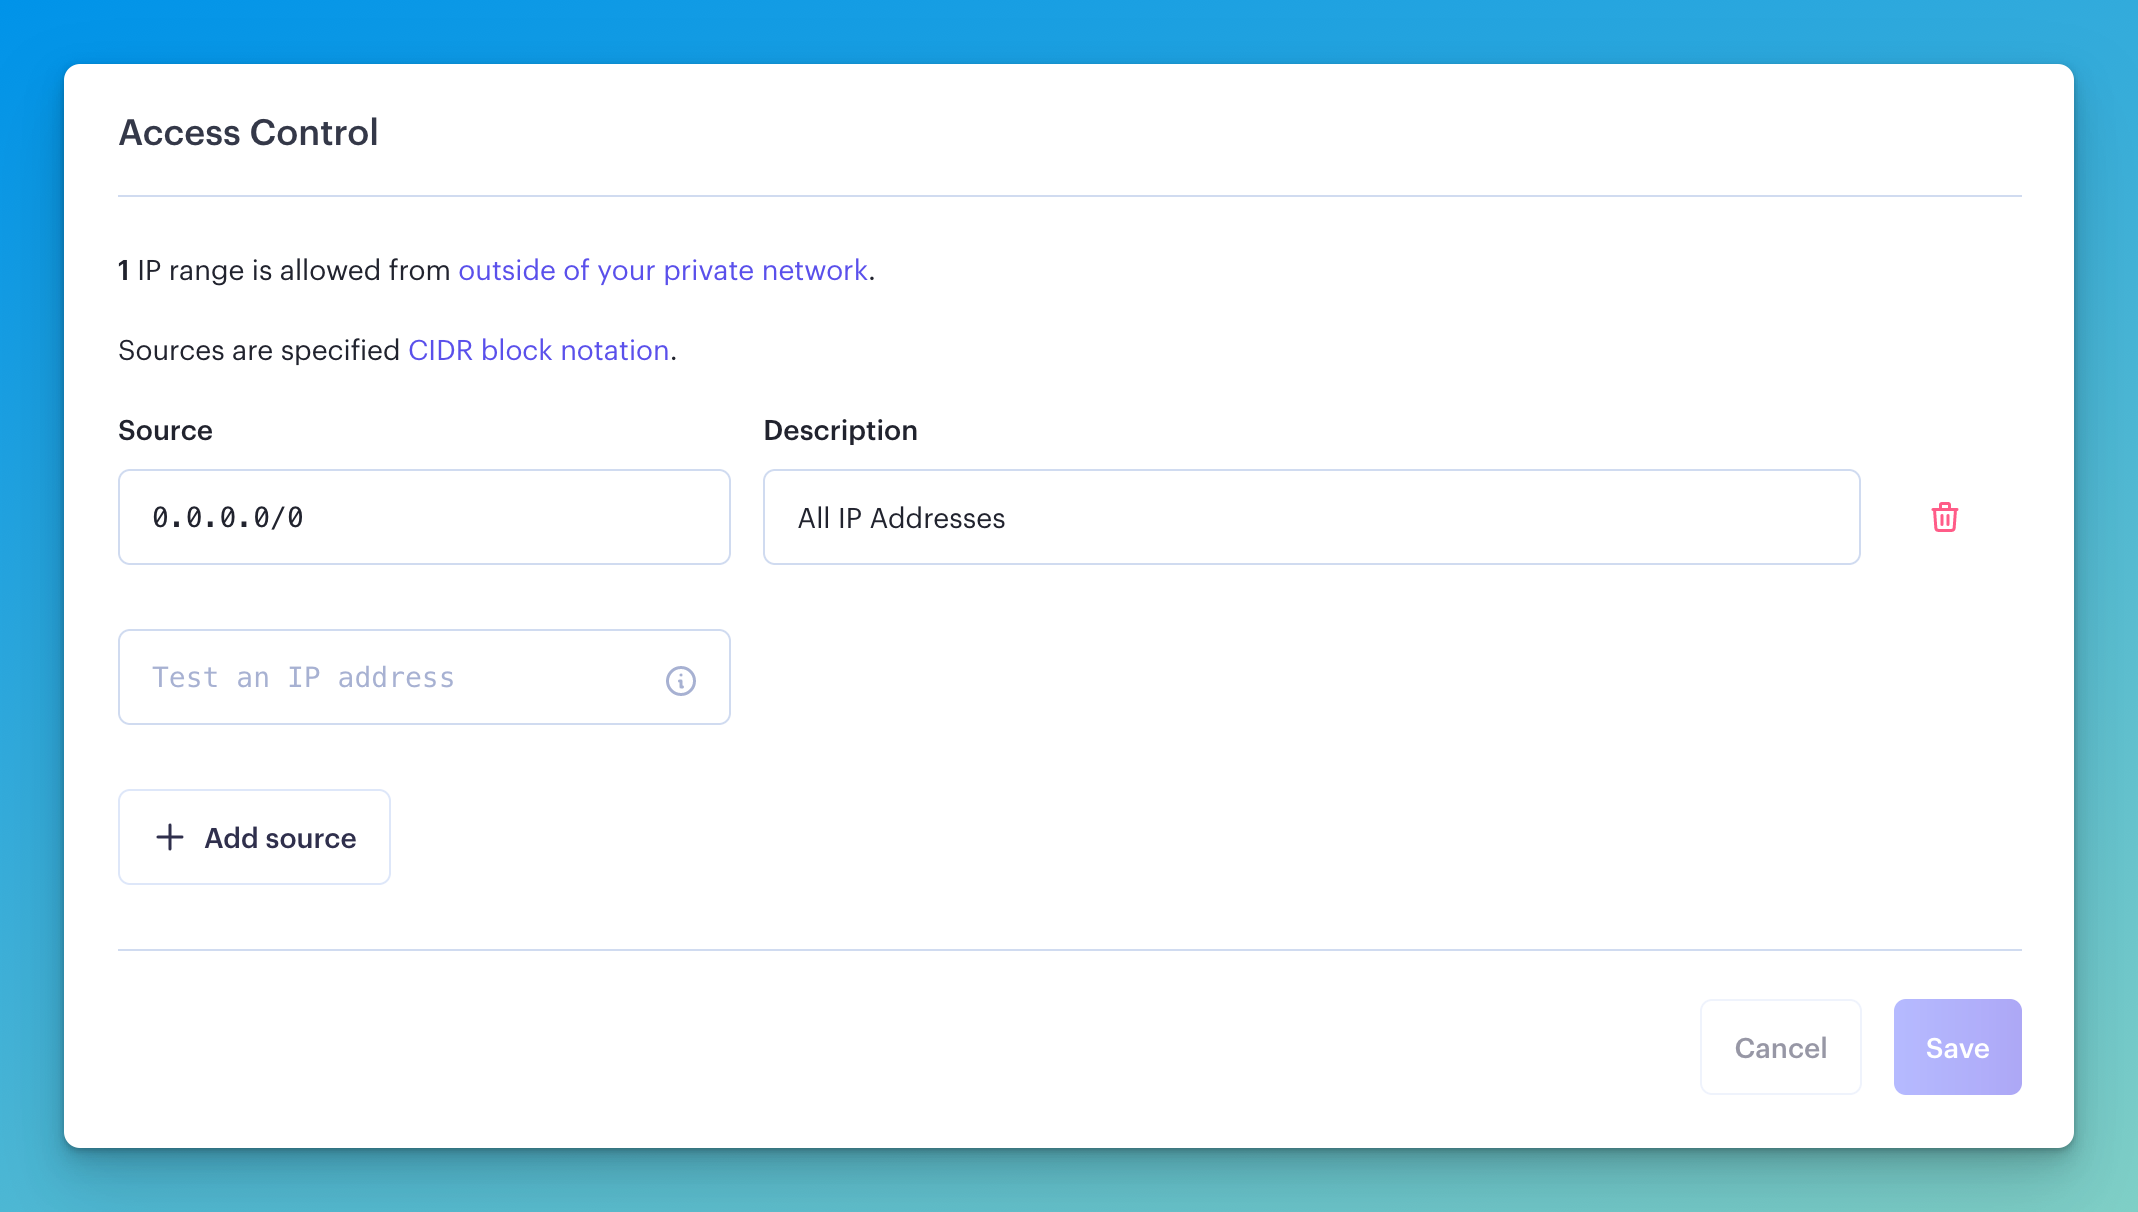 Access Control
1 IP range is allowed from outside of your private network.
Sources are specified CIDR block notation.
Source Description
0.0.0.0/0 All IP Addresses
Test an IP address
Add source
Cancel Save